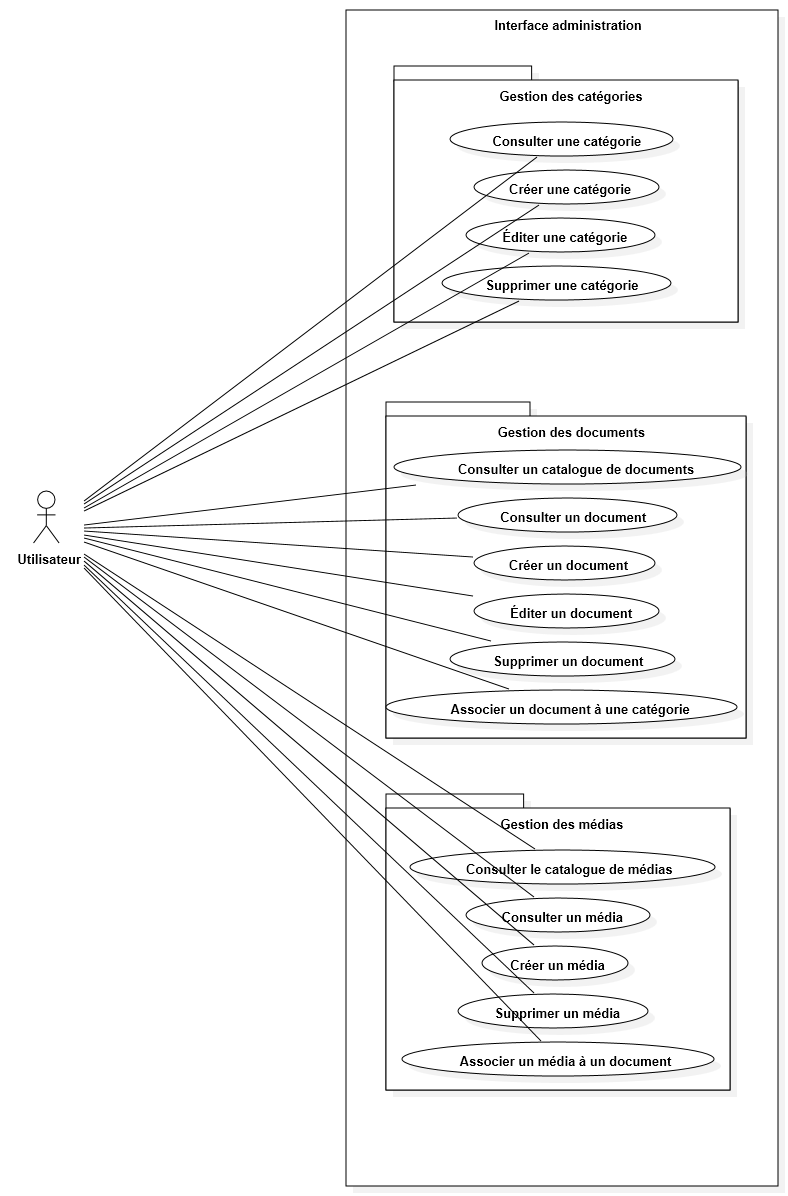 Interface administration
Gestion des catégories
Consulter une catégorie
Créer une catégorie
Éditer une catégorie
Supprimer une catégorie
Gestion des documents
Consulter un catalogue de documents
Consulter un document
Créer un document
Éditer un document
Supprimer un document
Associer un document à une catégorie
Utilisateur
Gestion des médias
Consulter le catalogue de médias
Consulter un média
Créer un média
Supprimer un média
Associer un média à un document